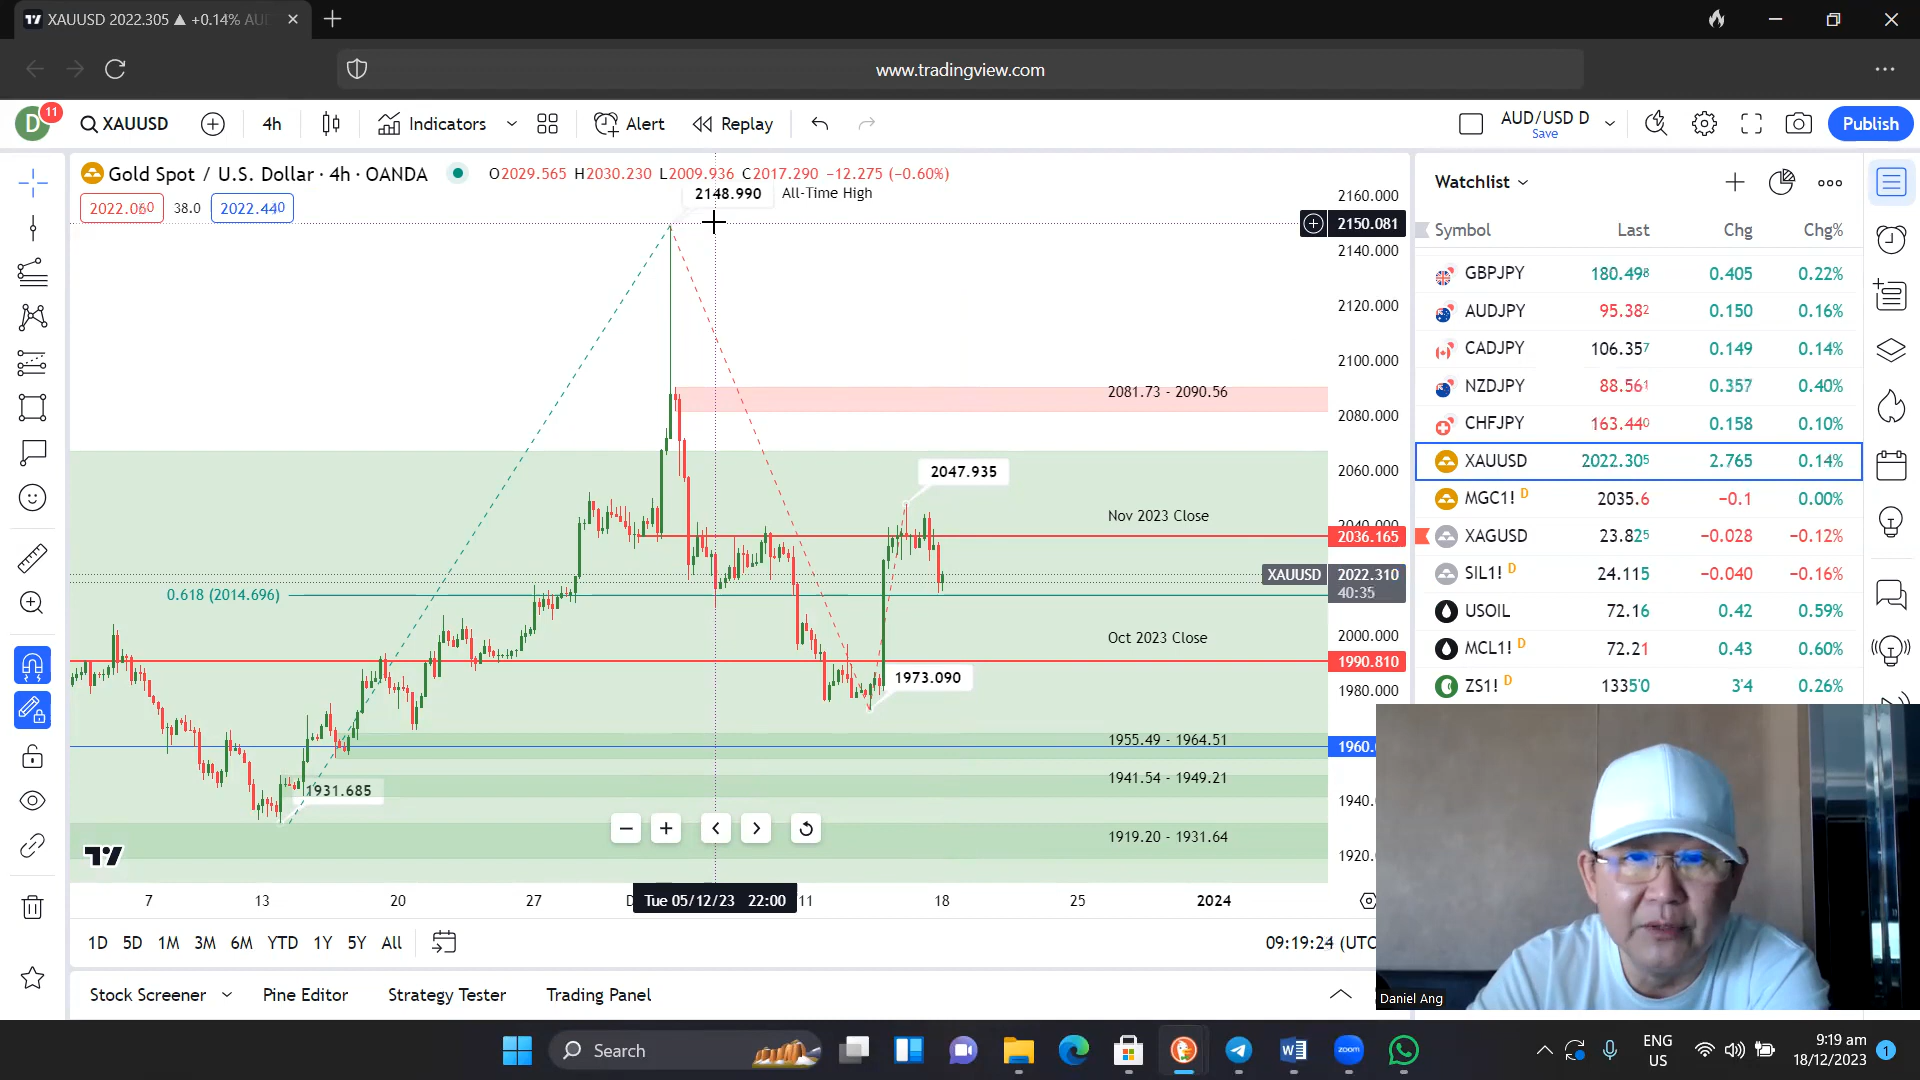 XAUUSD 2022.305 ▲ +0.14% AUD
www.tradingview.com
D 11
XAUUSD
4h
Indicators
Alert
Replay
AUD/USD D
Save
Publish
Gold Spot / U.S. Dollar · 4h · OANDA
O2029.565 H2030.230 L2009.936 C2017.290 −12.275 (−0.60%)
2022.060
38.0
2022.440
2148.990
All-Time High
2160.000
2150.081
2140.000
2120.000
2100.000
2081.73 - 2090.56
2080.000
2060.000
2047.935
Nov 2023 Close
2040.000
2036.165
XAUUSD
2022.310
40:35
0.618 (2014.696)
Oct 2023 Close
2000.000
1990.810
1973.090
1980.000
1955.49 - 1964.51
1960.
1941.54 - 1949.21
1931.685
1940.
1919.20 - 1931.64
1920.
7
13
20
27
D
Tue 05/12/23 22:00
11
18
25
2024
1D
5D
1M
3M
6M
YTD
1Y
5Y
All
09:19:24 (UTC
Stock Screener
Pine Editor
Strategy Tester
Trading Panel
Watchlist
Symbol Last Chg Chg%
GBPJPY 180.498 0.405 0.22%
AUDJPY 95.382 0.150 0.16%
CADJPY 106.357 0.149 0.14%
NZDJPY 88.561 0.357 0.40%
CHFJPY 163.440 0.158 0.10%
XAUUSD 2022.305 2.765 0.14%
MGC1! D 2035.6 −0.1 0.00%
XAGUSD 23.825 −0.028 −0.12%
SIL1! D 24.115 −0.040 −0.16%
USOIL 72.16 0.42 0.59%
MCL1! D 72.21 0.43 0.60%
ZS1! D 1335'0 3'4 0.26%
Daniel Ang
Search
zoom
ENG
US
9:19 am
18/12/2023
1